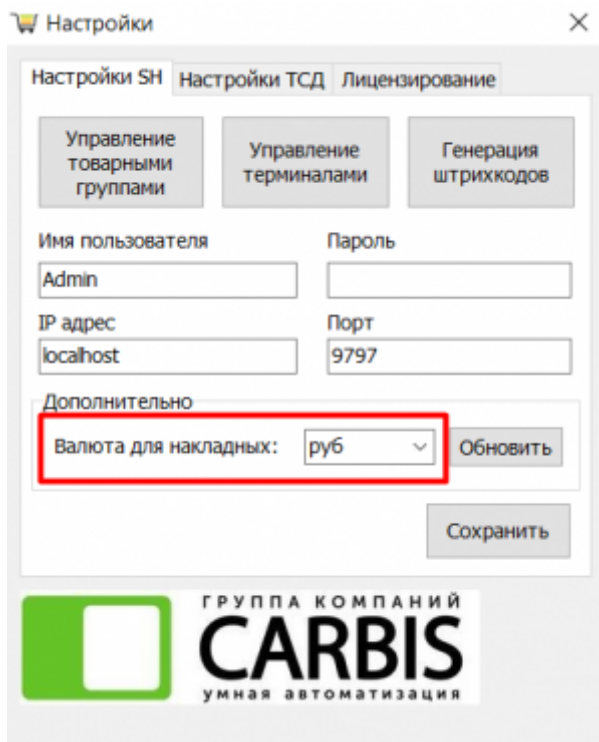 Настройки
Настройки SH Настройки ТСД Лицензирование
Управление
товарными
группами
Управление
терминалами
Генерация
штрихкодов
Имя пользователя Пароль
Admin
IP адрес Порт
localhost 9797
Дополнительно
Валюта для накладных: руб Обновить
Сохранить
ГРУППА КОМПАНИЙ
CARBIS
умная автоматизация